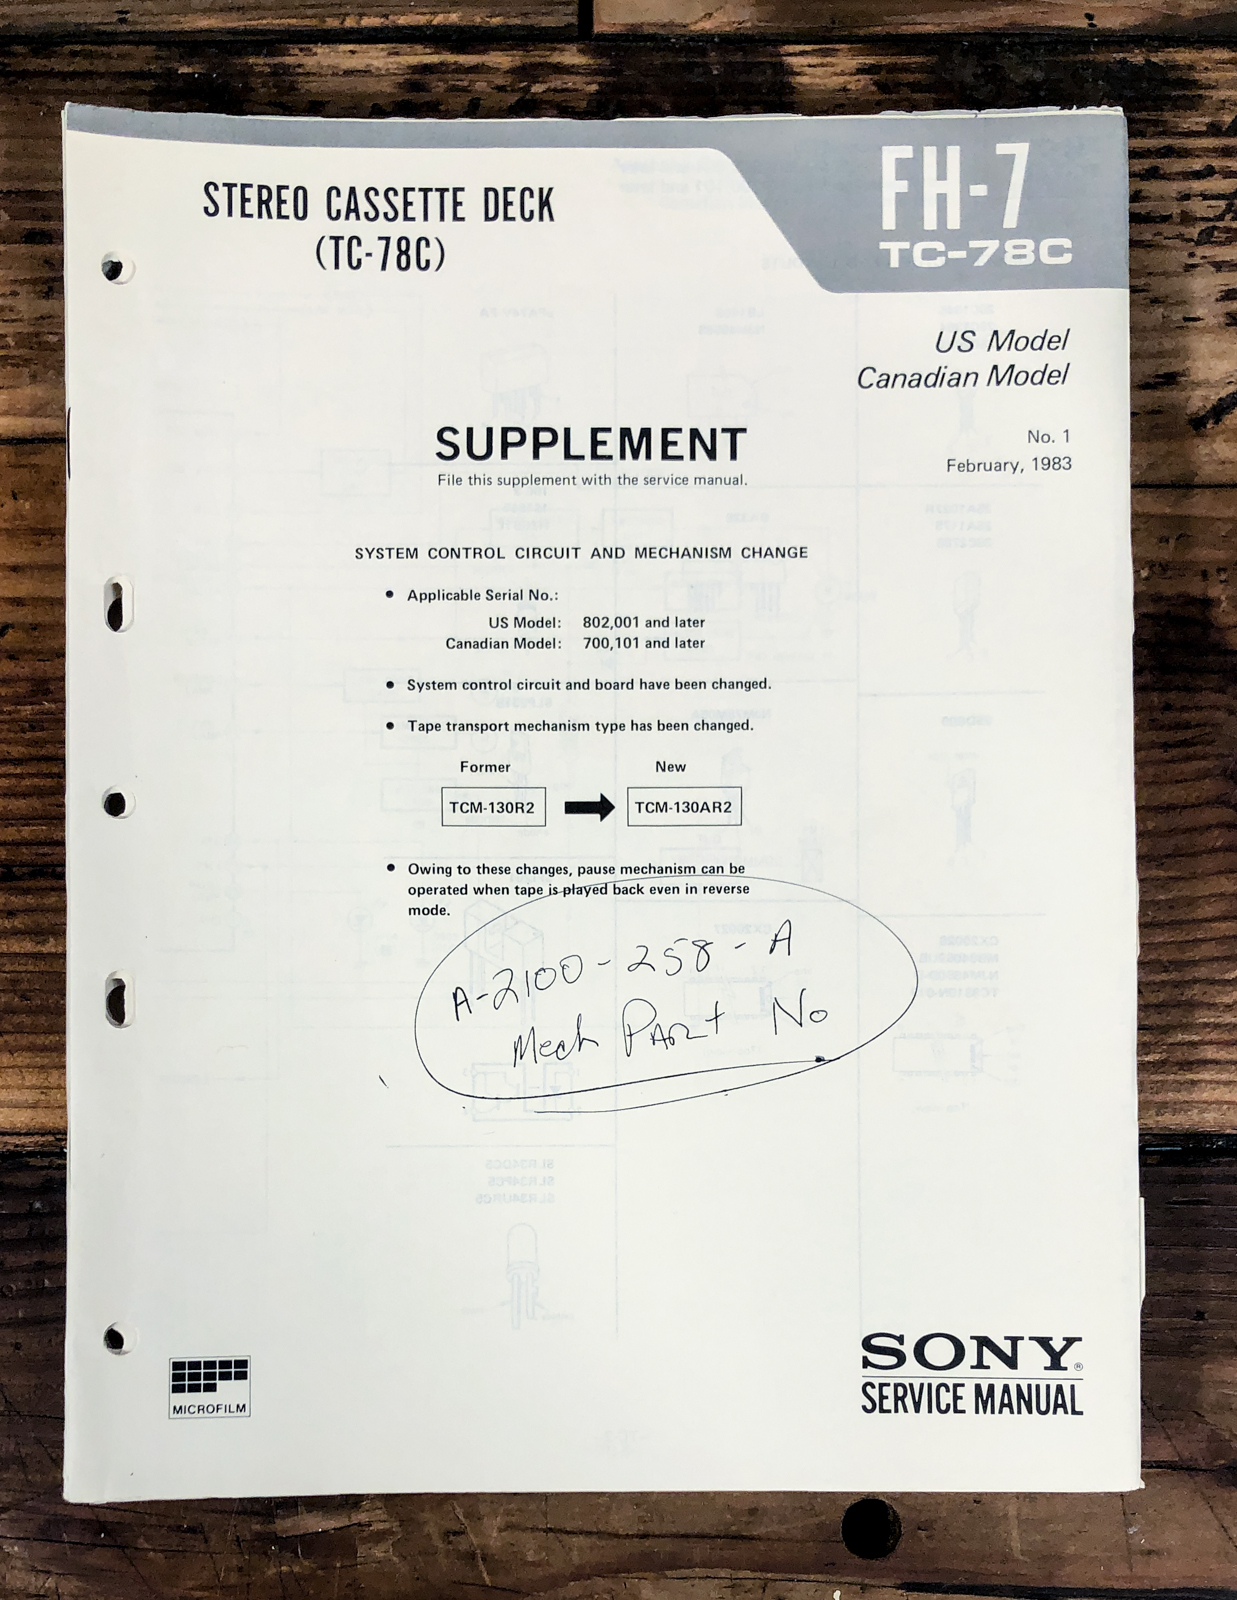 FH-7
TC-78C
STEREO CASSETTE DECK
(TC-78C)
US Model
Canadian Model
SUPPLEMENT
File this supplement with the service manual.
No. 1
February, 1983
SYSTEM CONTROL CIRCUIT AND MECHANISM CHANGE
• Applicable Serial No.:
US Model: 802,001 and later
Canadian Model: 700,101 and later
• System control circuit and board have been changed.
• Tape transport mechanism type has been changed.
Former New
TCM-130R2 TCM-130AR2
• Owing to these changes, pause mechanism can be
operated when tape is played back even in reverse
mode.
A-2100-258-A
Mech PART No
MICROFILM
SONY®
SERVICE MANUAL